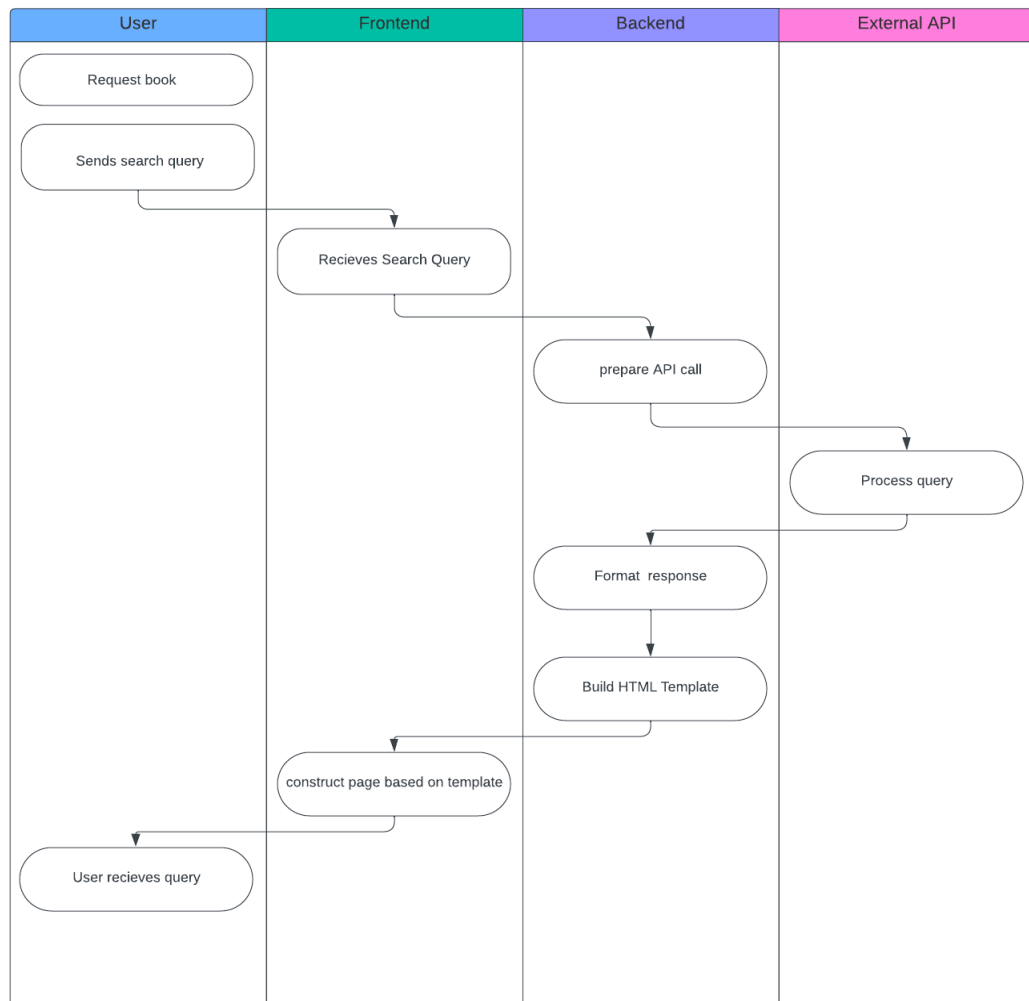 User
Frontend
Backend
External API
Request book
Sends search query
Recieves Search Query
prepare API call
Process query
Format response
Build HTML Template
construct page based on template
User recieves query